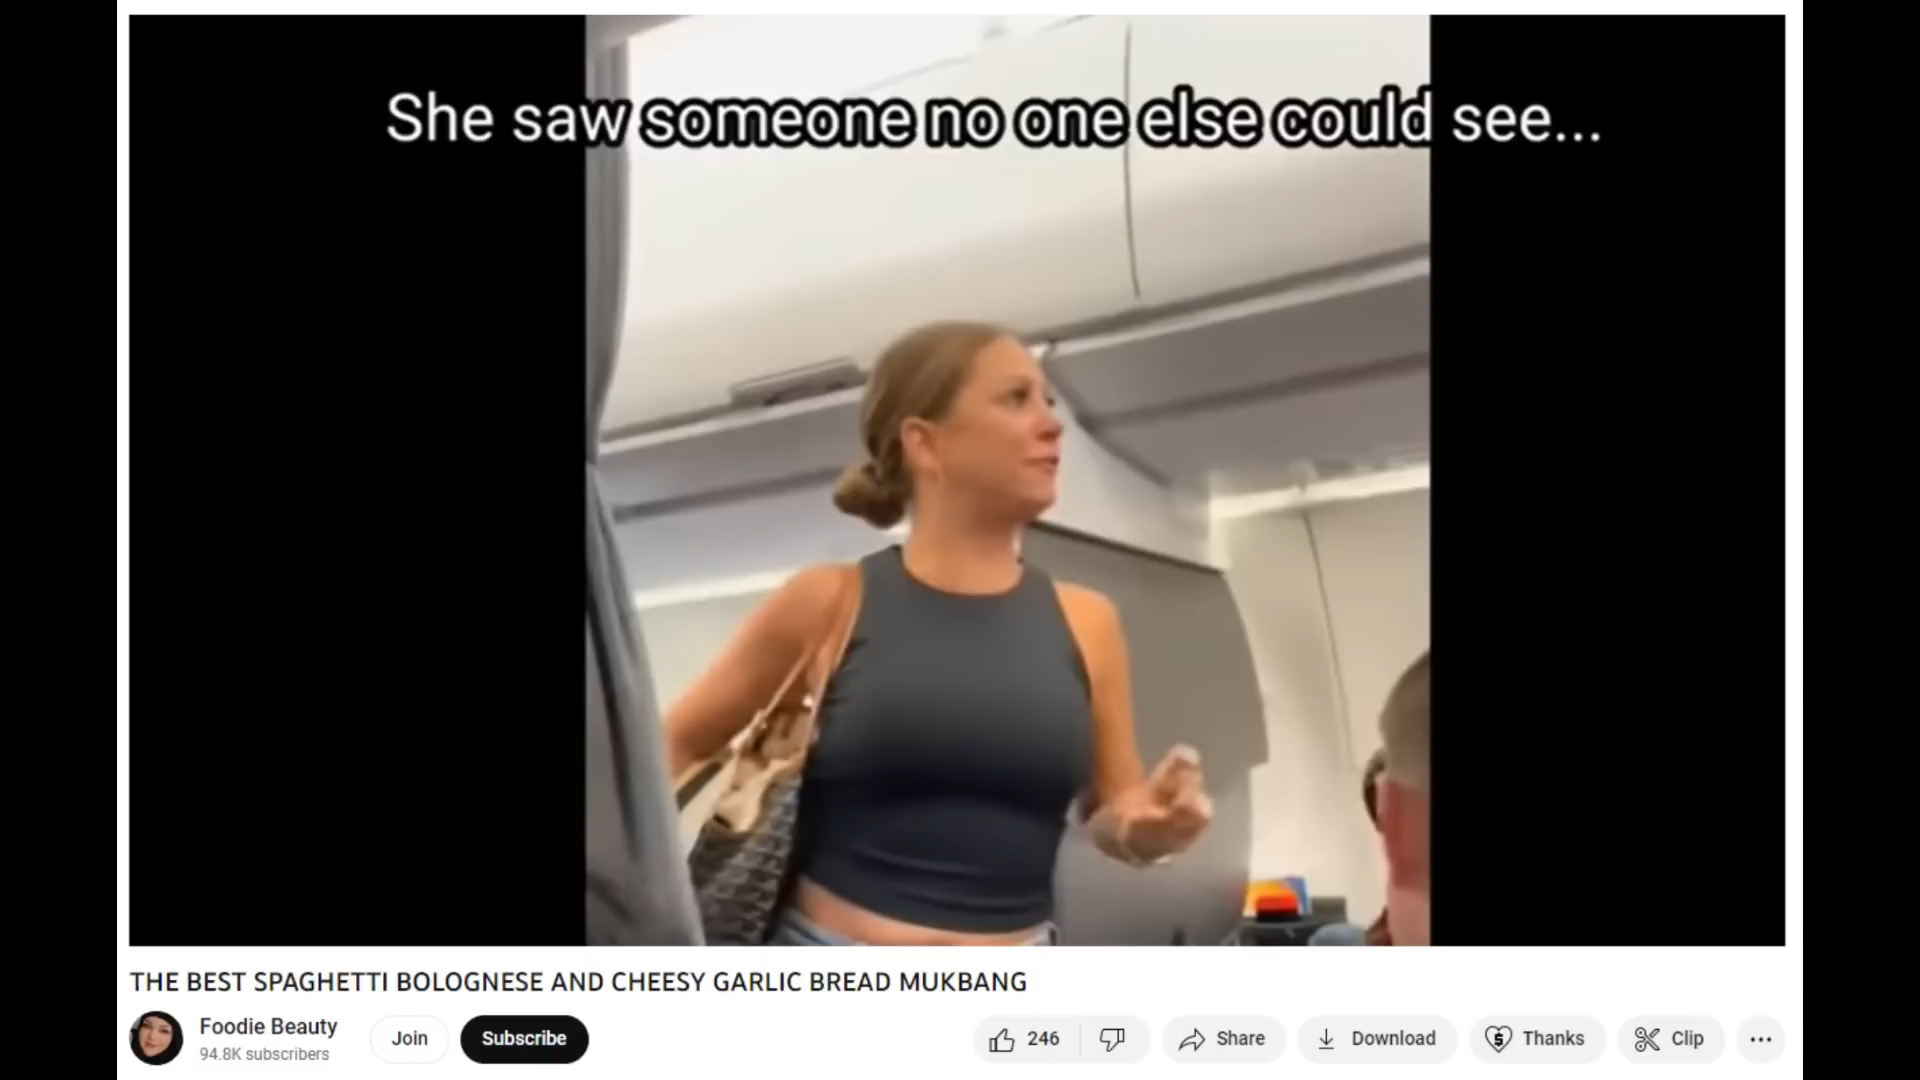 She saw someone no one else could see...
THE BEST SPAGHETTI BOLOGNESE AND CHEESY GARLIC BREAD MUKBANG
Foodie Beauty
94.8K subscribers
Join
Subscribe
246
Share
Download
Thanks
Clip